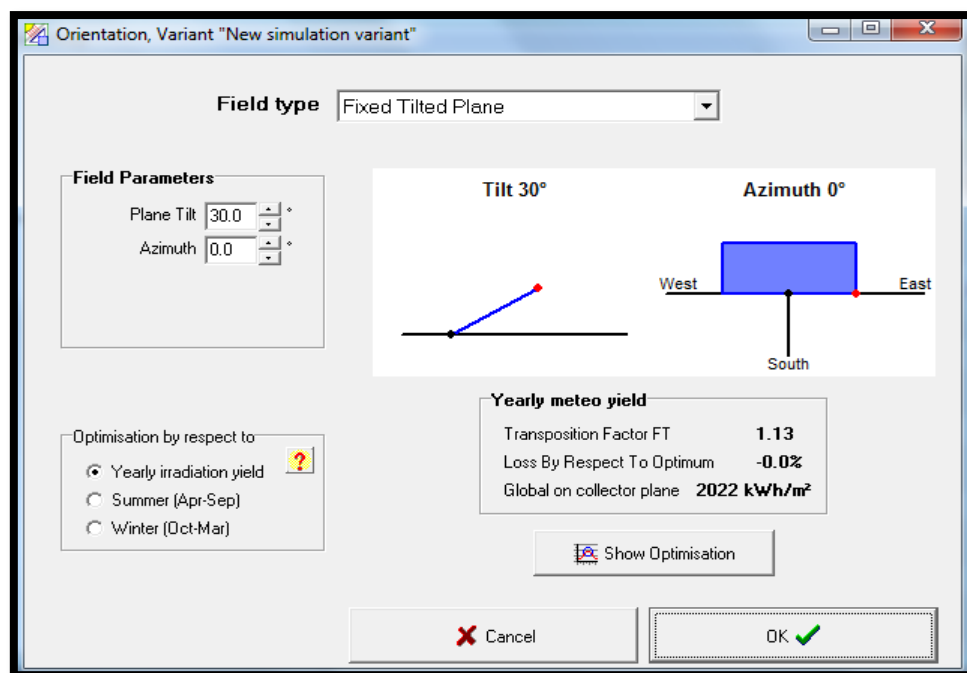 Orientation, Variant "New simulation variant"
Field type Fixed Tilted Plane
Field Parameters
Plane Tilt 30.0 °
Azimuth 0.0 °
Tilt 30° Azimuth 0°
West East
South
Optimisation by respect to
?
Yearly irradiation yield
Summer (Apr-Sep)
Winter (Oct-Mar)
Yearly meteo yield
Transposition Factor FT 1.13
Loss By Respect To Optimum -0.0%
Global on collector plane 2022 kWh/m²
Show Optimisation
Cancel OK